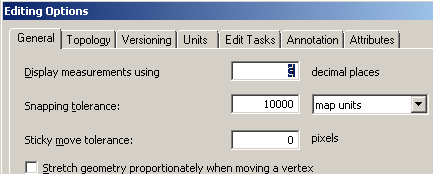 Editing Options
General Topology Versioning Units Edit Tasks Annotation Attributes
Display measurements using decimal places
Snapping tolerance: 10000 map units
Sticky move tolerance: 0 pixels
Stretch geometry proportionately when moving a vertex